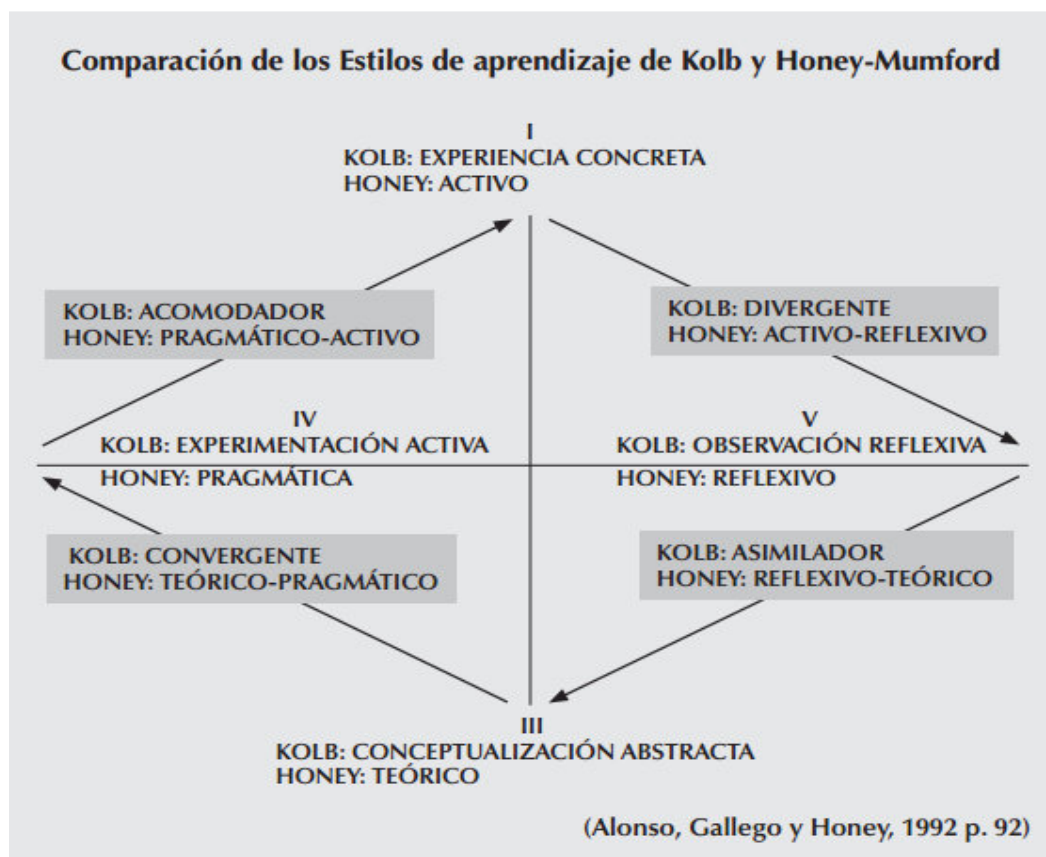 Comparación de los Estilos de aprendizaje de Kolb y Honey-Mumford
I
KOLB: EXPERIENCIA CONCRETA
HONEY: ACTIVO
KOLB: ACOMODADOR
HONEY: PRAGMÁTICO-ACTIVO
KOLB: DIVERGENTE
HONEY: ACTIVO-REFLEXIVO
IV
KOLB: EXPERIMENTACIÓN ACTIVA
HONEY: PRAGMÁTICA
V
KOLB: OBSERVACIÓN REFLEXIVA
HONEY: REFLEXIVO
KOLB: CONVERGENTE
HONEY: TEÓRICO-PRAGMÁTICO
KOLB: ASIMILADOR
HONEY: REFLEXIVO-TEÓRICO
III
KOLB: CONCEPTUALIZACIÓN ABSTRACTA
HONEY: TEÓRICO
(Alonso, Gallego y Honey, 1992 p. 92)